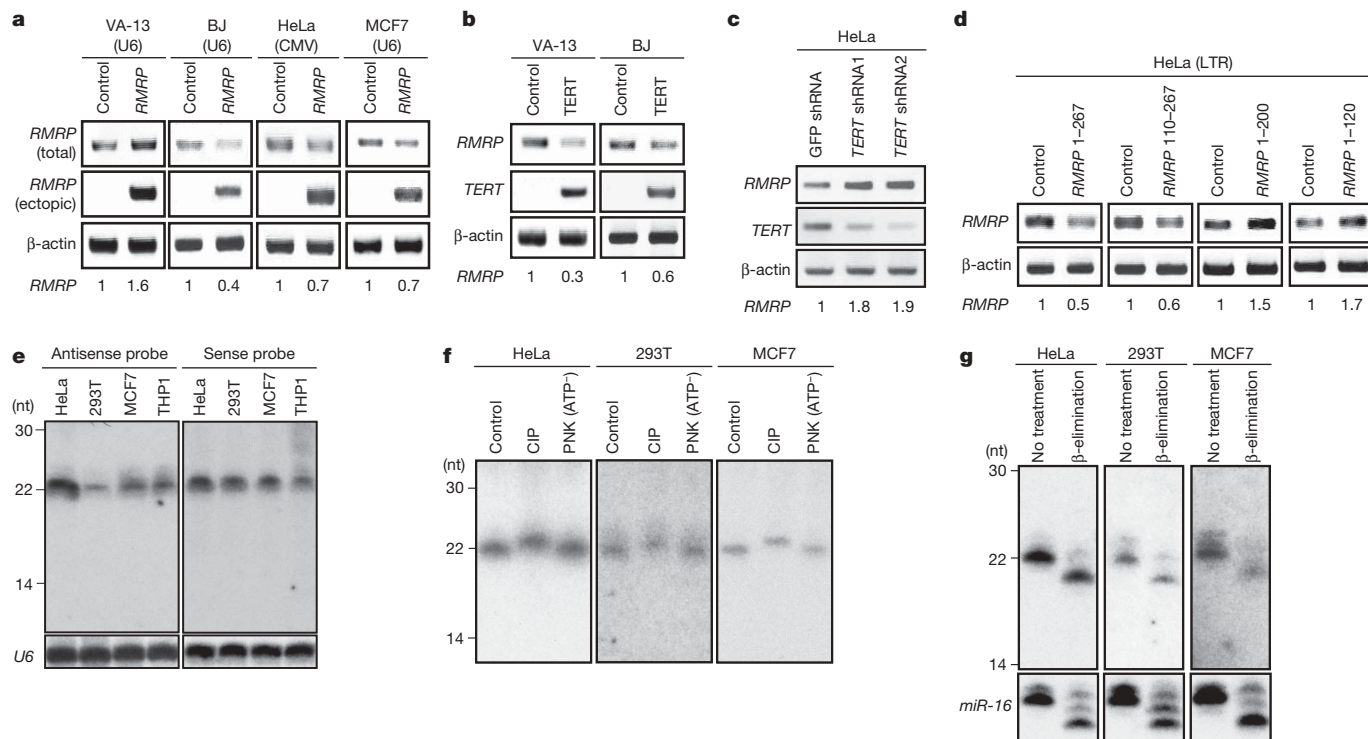 a
VA-13 (U6) BJ (U6) HeLa (CMV) MCF7 (U6)
Control RMRP Control RMRP Control RMRP Control RMRP
RMRP (total)
RMRP (ectopic)
β-actin
RMRP 1 1.6 1 0.4 1 0.7 1 0.7
b
VA-13 BJ
Control TERT Control TERT
RMRP
TERT
β-actin
RMRP 1 0.3 1 0.6
c
HeLa
GFP shRNA TERT shRNA1 TERT shRNA2
RMRP
TERT
β-actin
RMRP 1 1.8 1.9
d
HeLa (LTR)
Control RMRP 1–267 Control RMRP 110–267 Control RMRP 1–200 Control RMRP 1–120
RMRP
β-actin
RMRP 1 0.5 1 0.6 1 1.5 1 1.7
e
Antisense probe Sense probe
HeLa 293T MCF7 THP1 HeLa 293T MCF7 THP1
(nt)
30
22
14
U6
f
HeLa 293T MCF7
Control CIP PNK (ATP⁻) Control CIP PNK (ATP⁻) Control CIP PNK (ATP⁻)
(nt)
30
22
14
g
HeLa 293T MCF7
No treatment β-elimination No treatment β-elimination No treatment β-elimination
(nt)
30
22
14
miR-16